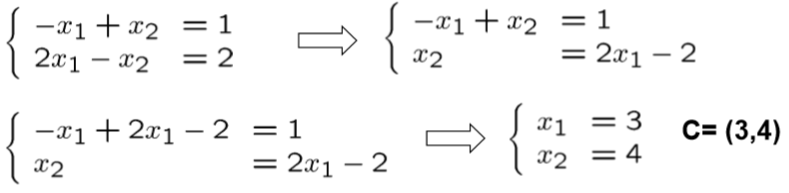 −x₁ + x₂ = 1 ⇒ −x₁ + x₂ = 1
2x₁ − x₂ = 2 x₂ = 2x₁ − 2
−x₁ + 2x₁ − 2 = 1 ⇒ x₁ = 3 C= (3,4)
x₂ = 2x₁ − 2 x₂ = 4